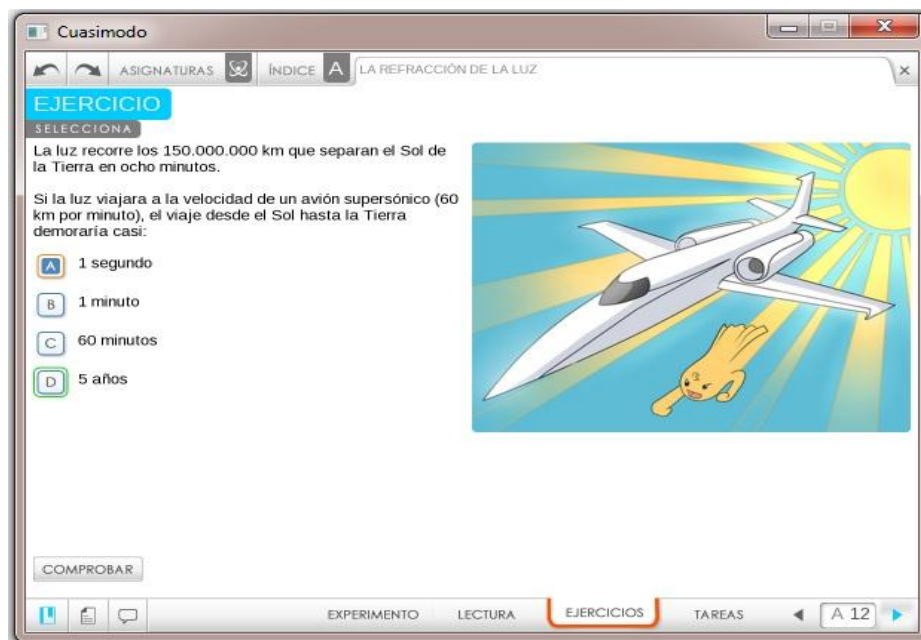 Cuasimodo
ASIGNATURAS ÍNDICE A LA REFRACCIÓN DE LA LUZ
EJERCICIO
SELECCIONA
La luz recorre los 150.000.000 km que separan el Sol de
la Tierra en ocho minutos.
Si la luz viajara a la velocidad de un avión supersónico (60
km por minuto), el viaje desde el Sol hasta la Tierra
demoraría casi:
A 1 segundo
B 1 minuto
C 60 minutos
D 5 años
COMPROBAR
EXPERIMENTO LECTURA EJERCICIOS TAREAS A 12